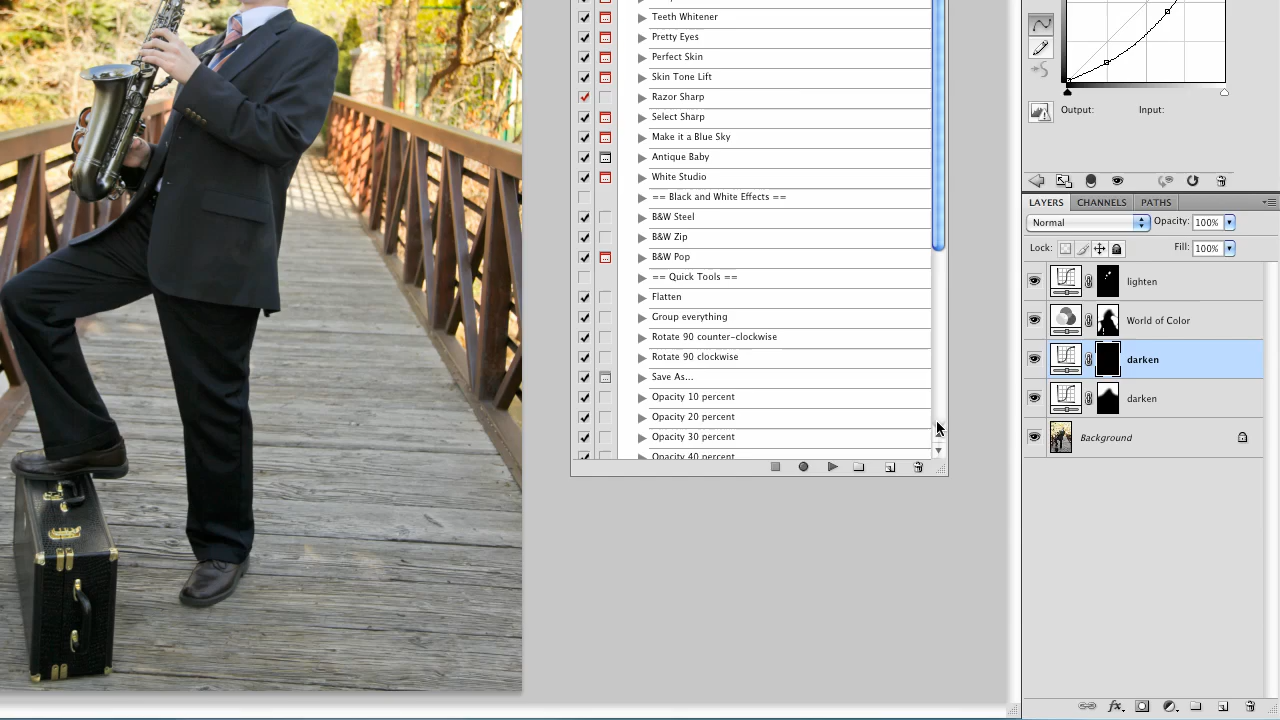 Teeth Whitener
Pretty Eyes
Perfect Skin
Skin Tone Lift
Razor Sharp
Select Sharp
Make it a Blue Sky
Antique Baby
White Studio
== Black and White Effects ==
B&W Steel
B&W Zip
B&W Pop
== Quick Tools ==
Flatten
Group everything
Rotate 90 counter-clockwise
Rotate 90 clockwise
Save As...
Opacity 10 percent
Opacity 20 percent
Opacity 30 percent
Opacity 40 percent
Output: Input:
LAYERS CHANNELS PATHS
Normal Opacity: 100%
Lock: Fill: 100%
lighten
World of Color
darken
darken
Background